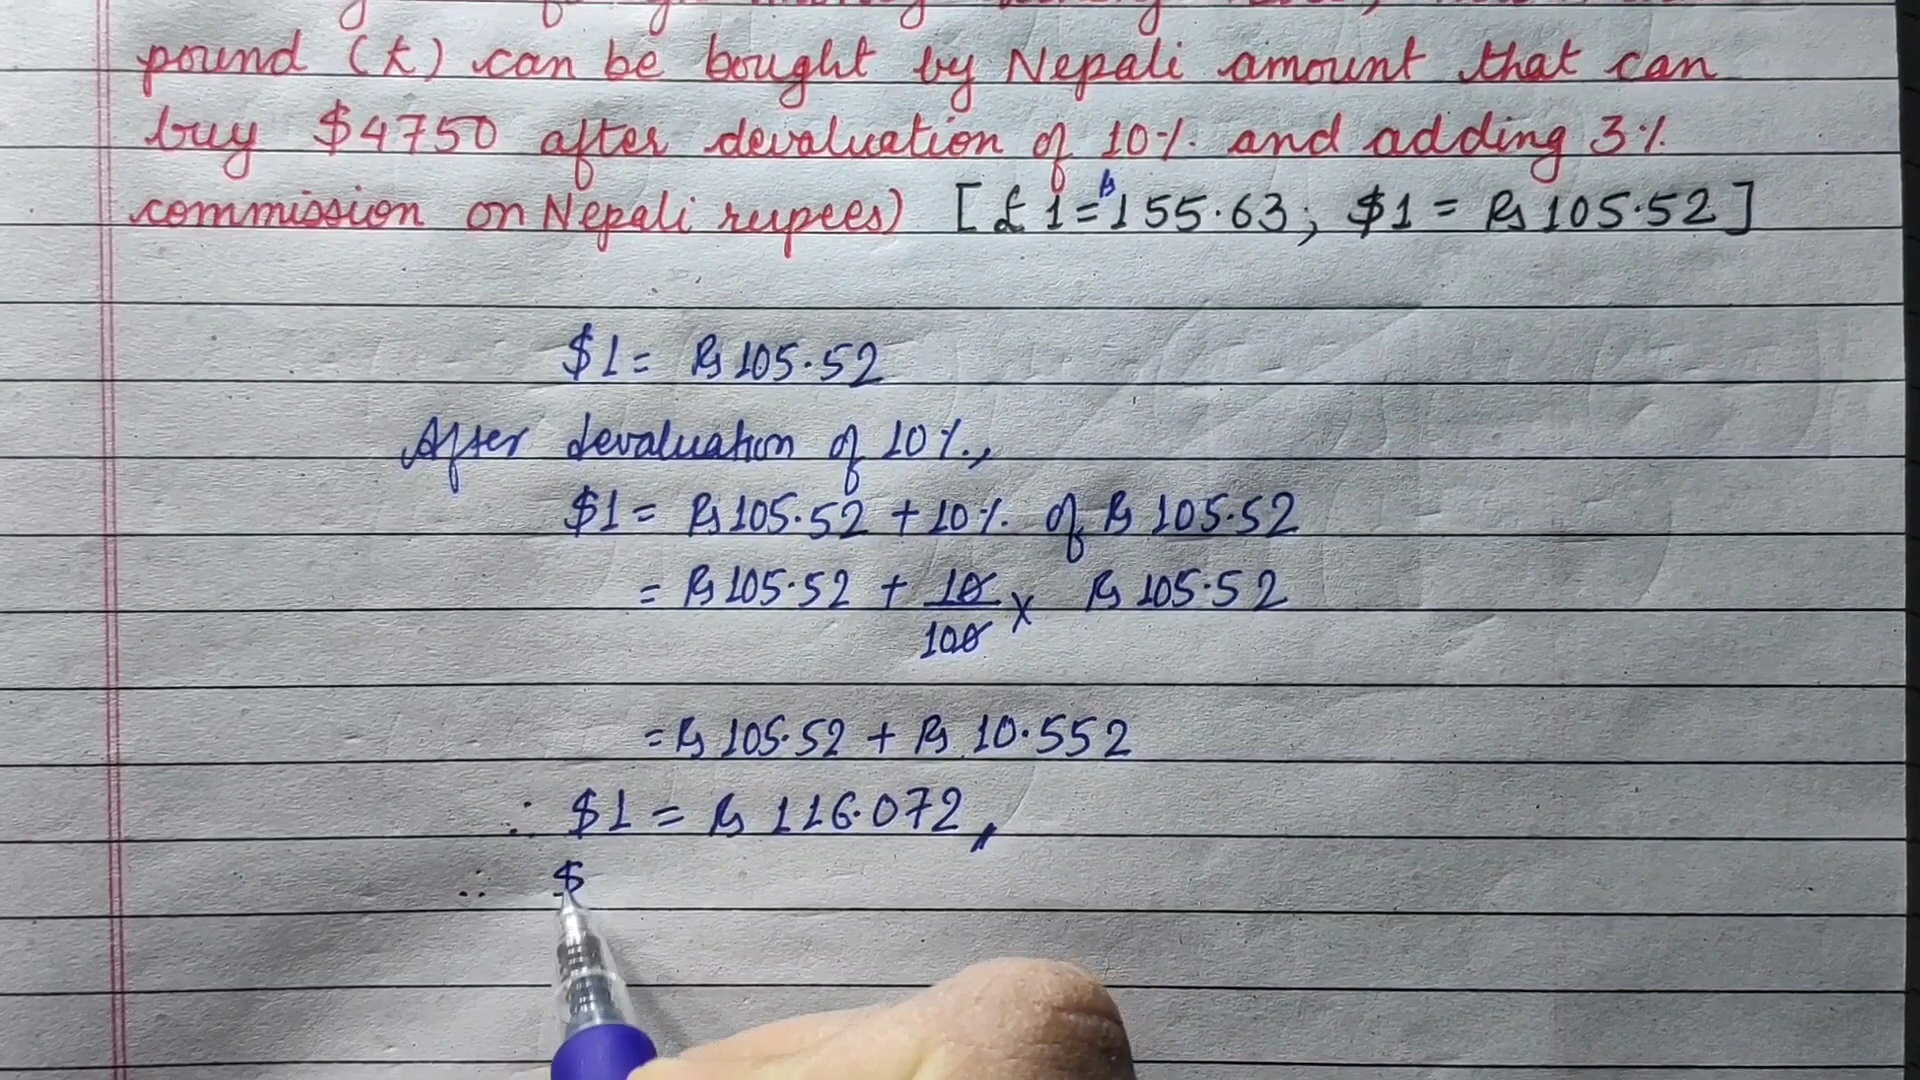 pound (£) can be bought by Nepali amount that can
buy $4750 after devaluation of 10% and adding 3%
commission on Nepali rupees) [£1=Rs155.63; $1 = Rs 105.52]
$1 = Rs 105.52
After devaluation of 10%,
$1 = Rs 105.52 + 10% of Rs 105.52
= Rs 105.52 + 10/100 x Rs 105.52
= Rs 105.52 + Rs 10.552
∴ $1 = Rs 116.072,
∴ $